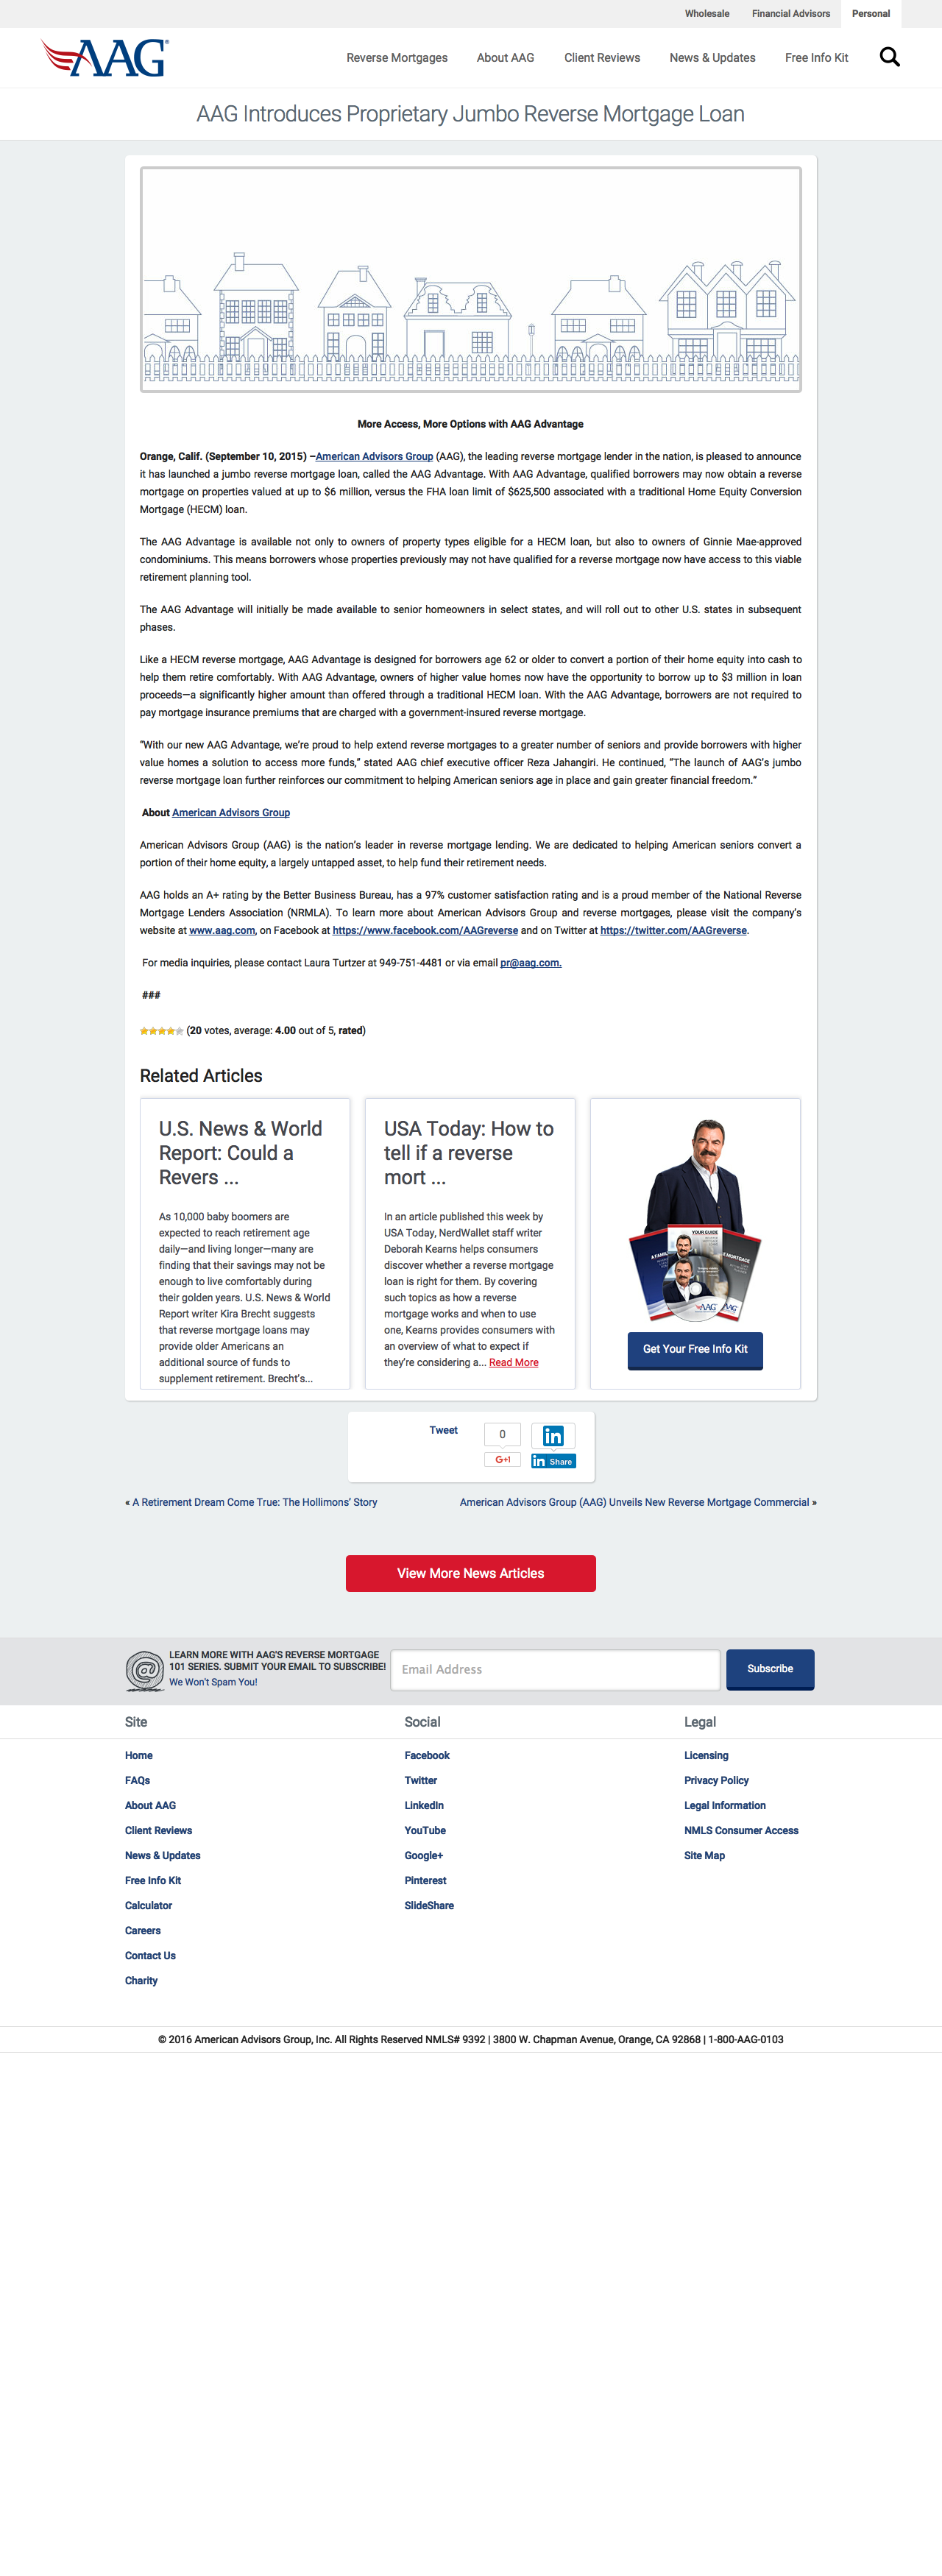 Wholesale Financial Advisors Personal
AAG®
Reverse Mortgages About AAG Client Reviews News & Updates Free Info Kit
AAG Introduces Proprietary Jumbo Reverse Mortgage Loan
More Access, More Options with AAG Advantage
Orange, Calif. (September 10, 2015) –American Advisors Group (AAG), the leading reverse mortgage lender in the nation, is pleased to announce
it has launched a jumbo reverse mortgage loan, called the AAG Advantage. With AAG Advantage, qualified borrowers may now obtain a reverse
mortgage on properties valued at up to $6 million, versus the FHA loan limit of $625,500 associated with a traditional Home Equity Conversion
Mortgage (HECM) loan.
The AAG Advantage is available not only to owners of property types eligible for a HECM loan, but also to owners of Ginnie Mae-approved
condominiums. This means borrowers whose properties previously may not have qualified for a reverse mortgage now have access to this viable
retirement planning tool.
The AAG Advantage will initially be made available to senior homeowners in select states, and will roll out to other U.S. states in subsequent
phases.
Like a HECM reverse mortgage, AAG Advantage is designed for borrowers age 62 or older to convert a portion of their home equity into cash to
help them retire comfortably. With AAG Advantage, owners of higher value homes now have the opportunity to borrow up to $3 million in loan
proceeds—a significantly higher amount than offered through a traditional HECM loan. With the AAG Advantage, borrowers are not required to
pay mortgage insurance premiums that are charged with a government-insured reverse mortgage.
“With our new AAG Advantage, we’re proud to help extend reverse mortgages to a greater number of seniors and provide borrowers with higher
value homes a solution to access more funds,” stated AAG chief executive officer Reza Jahangiri. He continued, “The launch of AAG’s jumbo
reverse mortgage loan further reinforces our commitment to helping American seniors age in place and gain greater financial freedom.”
About American Advisors Group
American Advisors Group (AAG) is the nation’s leader in reverse mortgage lending. We are dedicated to helping American seniors convert a
portion of their home equity, a largely untapped asset, to help fund their retirement needs.
AAG holds an A+ rating by the Better Business Bureau, has a 97% customer satisfaction rating and is a proud member of the National Reverse
Mortgage Lenders Association (NRMLA). To learn more about American Advisors Group and reverse mortgages, please visit the company’s
website at www.aag.com, on Facebook at https://www.facebook.com/AAGreverse and on Twitter at https://twitter.com/AAGreverse.
For media inquiries, please contact Laura Turtzer at 949-751-4481 or via email pr@aag.com.
###
(20 votes, average: 4.00 out of 5, rated)
Related Articles
U.S. News & World
Report: Could a
Revers ...
As 10,000 baby boomers are
expected to reach retirement age
daily—and living longer—many are
finding that their savings may not be
enough to live comfortably during
their golden years. U.S. News & World
Report writer Kira Brecht suggests
that reverse mortgage loans may
provide older Americans an
additional source of funds to
supplement retirement. Brecht’s...
USA Today: How to
tell if a reverse
mort ...
In an article published this week by
USA Today, NerdWallet staff writer
Deborah Kearns helps consumers
discover whether a reverse mortgage
loan is right for them. By covering
such topics as how a reverse
mortgage works and when to use
one, Kearns provides consumers with
an overview of what to expect if
they’re considering a... Read More
YOUR GUIDE
MORTGAGE
AAG
AAG
Get Your Free Info Kit
Tweet
0
G+1
in
in Share
« A Retirement Dream Come True: The Hollimons’ Story
American Advisors Group (AAG) Unveils New Reverse Mortgage Commercial »
View More News Articles
@
LEARN MORE WITH AAG'S REVERSE MORTGAGE
101 SERIES. SUBMIT YOUR EMAIL TO SUBSCRIBE!
We Won't Spam You!
Email Address
Subscribe
Site
Home
FAQs
About AAG
Client Reviews
News & Updates
Free Info Kit
Calculator
Careers
Contact Us
Charity
Social
Facebook
Twitter
LinkedIn
YouTube
Google+
Pinterest
SlideShare
Legal
Licensing
Privacy Policy
Legal Information
NMLS Consumer Access
Site Map
© 2016 American Advisors Group, Inc. All Rights Reserved NMLS# 9392 | 3800 W. Chapman Avenue, Orange, CA 92868 | 1-800-AAG-0103